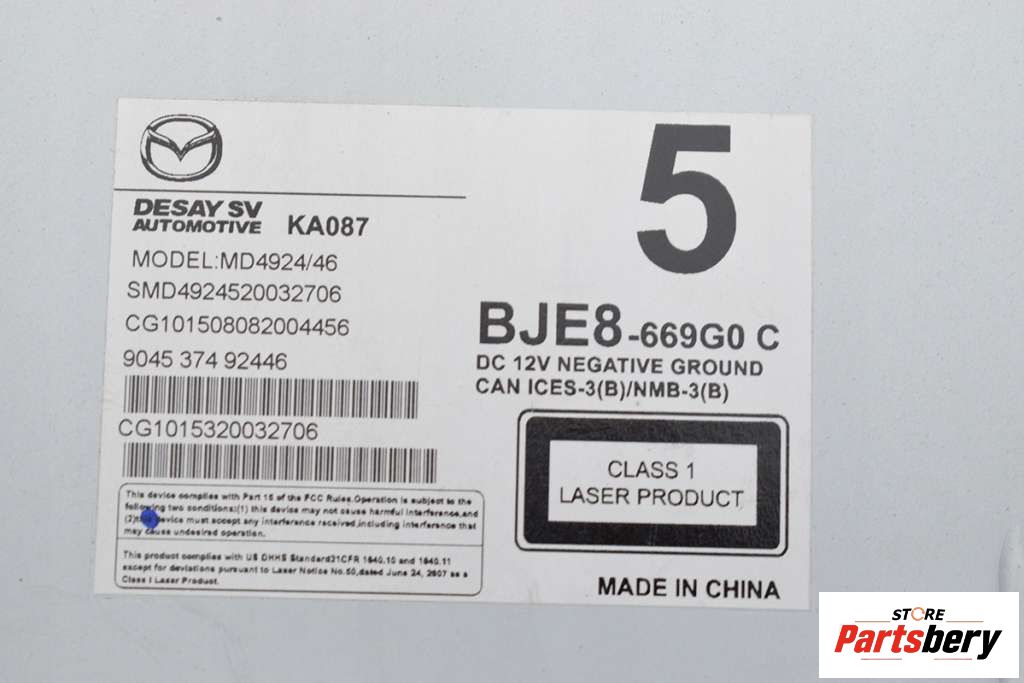 5
DESAY SV
AUTOMOTIVE KA087
MODEL:MD4924/46
SMD4924520032706
CG101508082004456
9045 374 92446
CG1015320032706
BJE8-669G0 C
DC 12V NEGATIVE GROUND
CAN ICES-3(B)/NMB-3(B)
CLASS 1
LASER PRODUCT
This device complies with Part 15 of the FCC Rules.Operation is subject to the
following two conditions:(1) this device may not cause harmful interference,and
(2)this device must accept any interference received,including interference that
may cause undesired operation.
This product complies with US DHHS Standard21CFR 1040.10 and 1040.11
except for deviations pursuant to Laser Notice No.50,dated June 24, 2007 as a
Class I Laser Product.
MADE IN CHINA
STORE
Partsbery